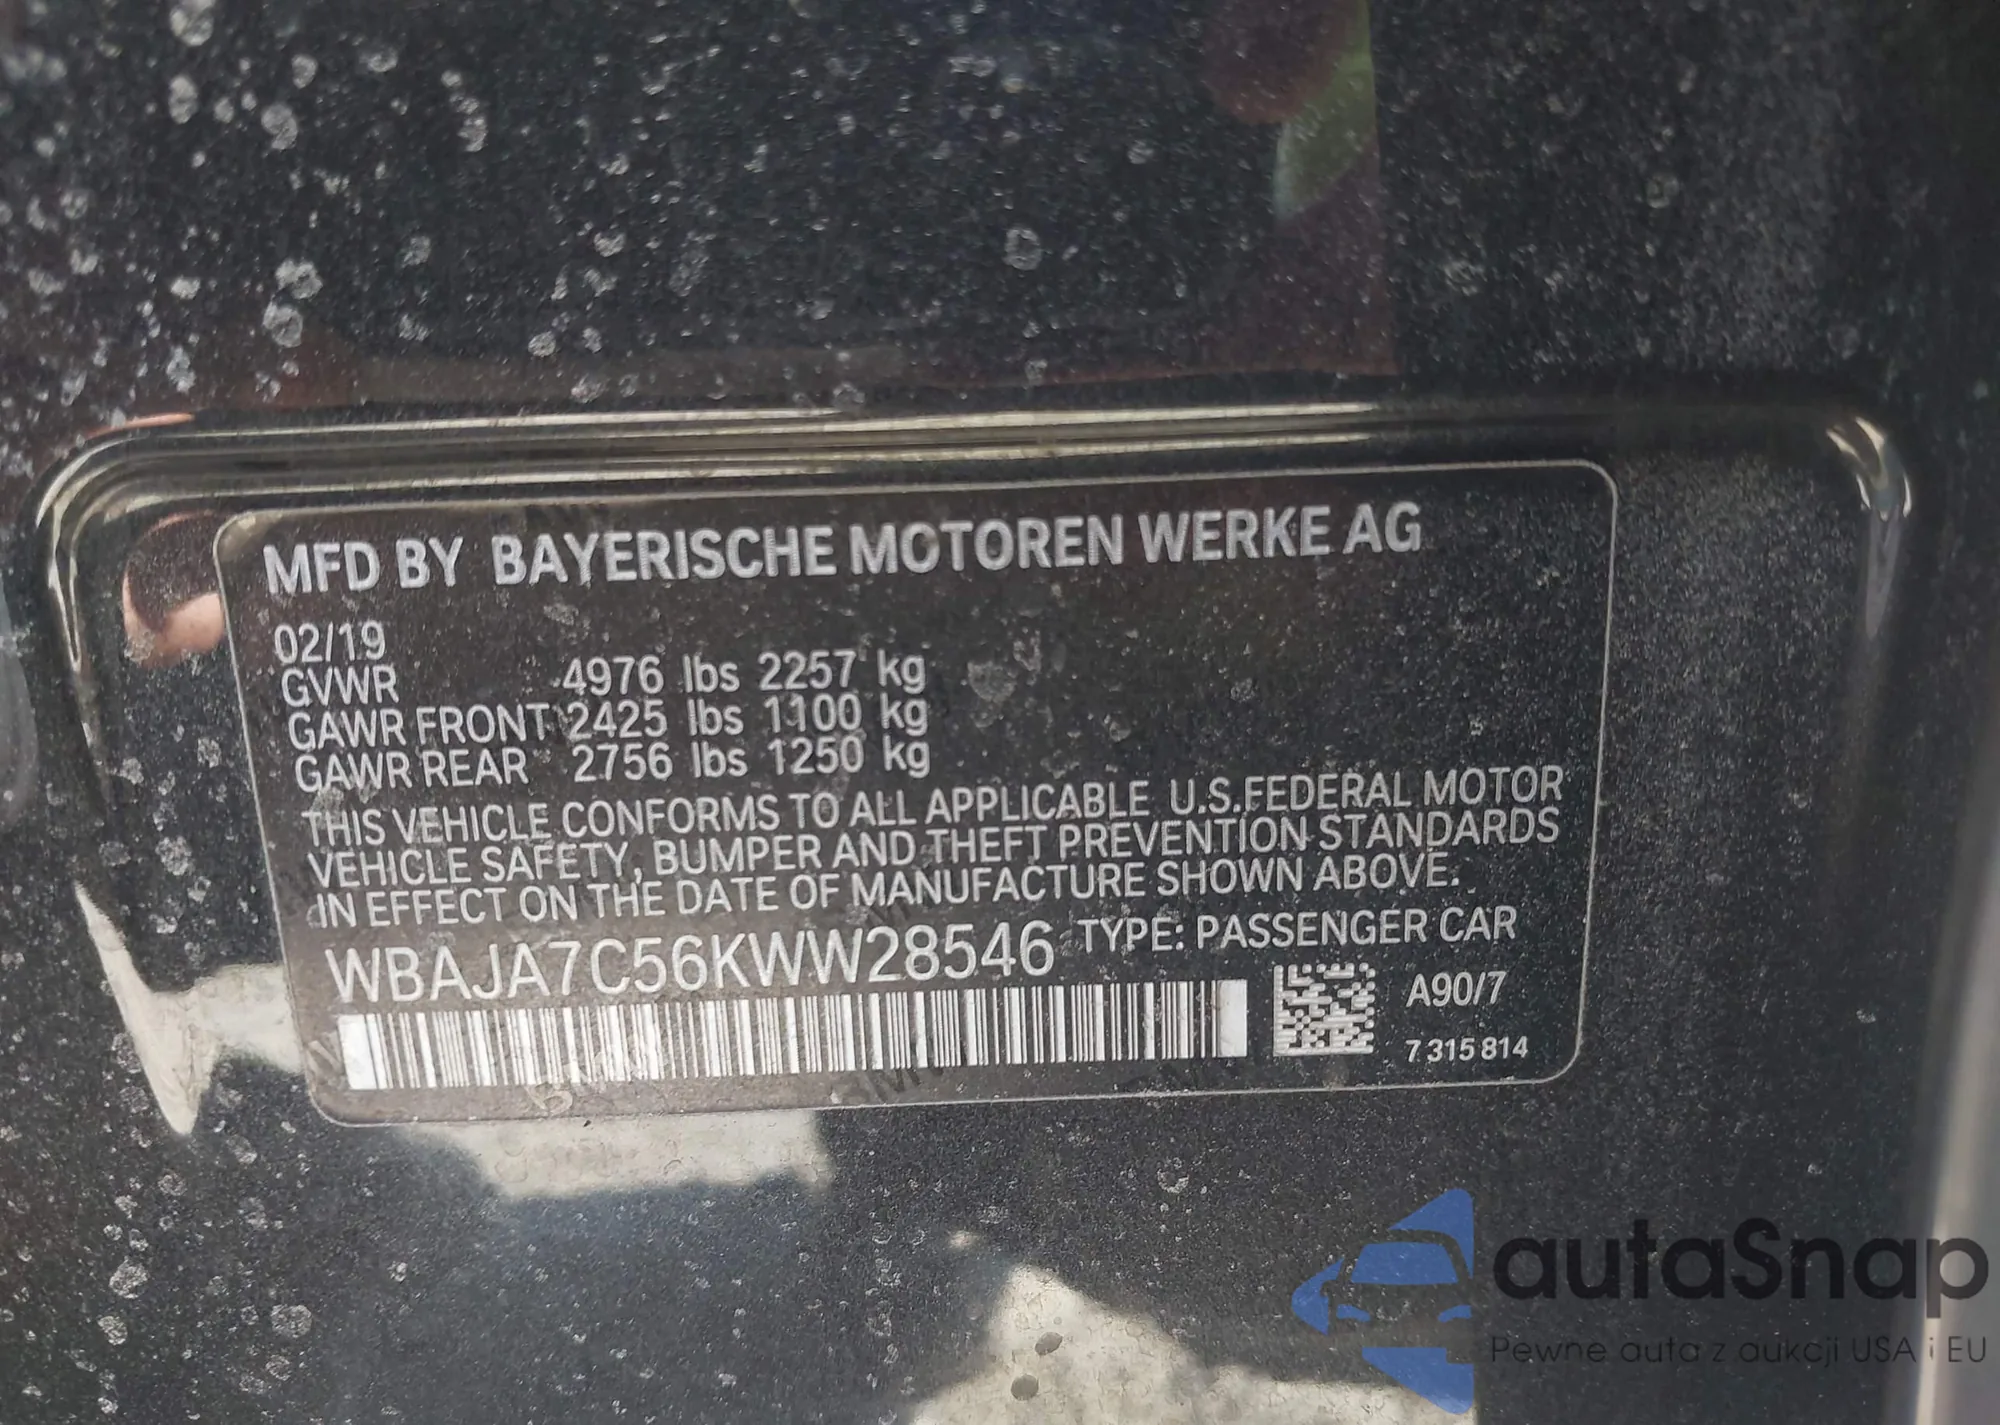 MFD BY BAYERISCHE MOTOREN WERKE AG
02/19
GVWR 4976 lbs 2257 kg
GAWR FRONT 2425 lbs 1100 kg
GAWR REAR 2756 lbs 1250 kg
THIS VEHICLE CONFORMS TO ALL APPLICABLE U.S.FEDERAL MOTOR
VEHICLE SAFETY, BUMPER AND THEFT PREVENTION STANDARDS
IN EFFECT ON THE DATE OF MANUFACTURE SHOWN ABOVE.
WBAJA7C56KWW28546 TYPE: PASSENGER CAR
A90/7
7 315 814
autaSnap
Pewne auta z aukcji USA i EU